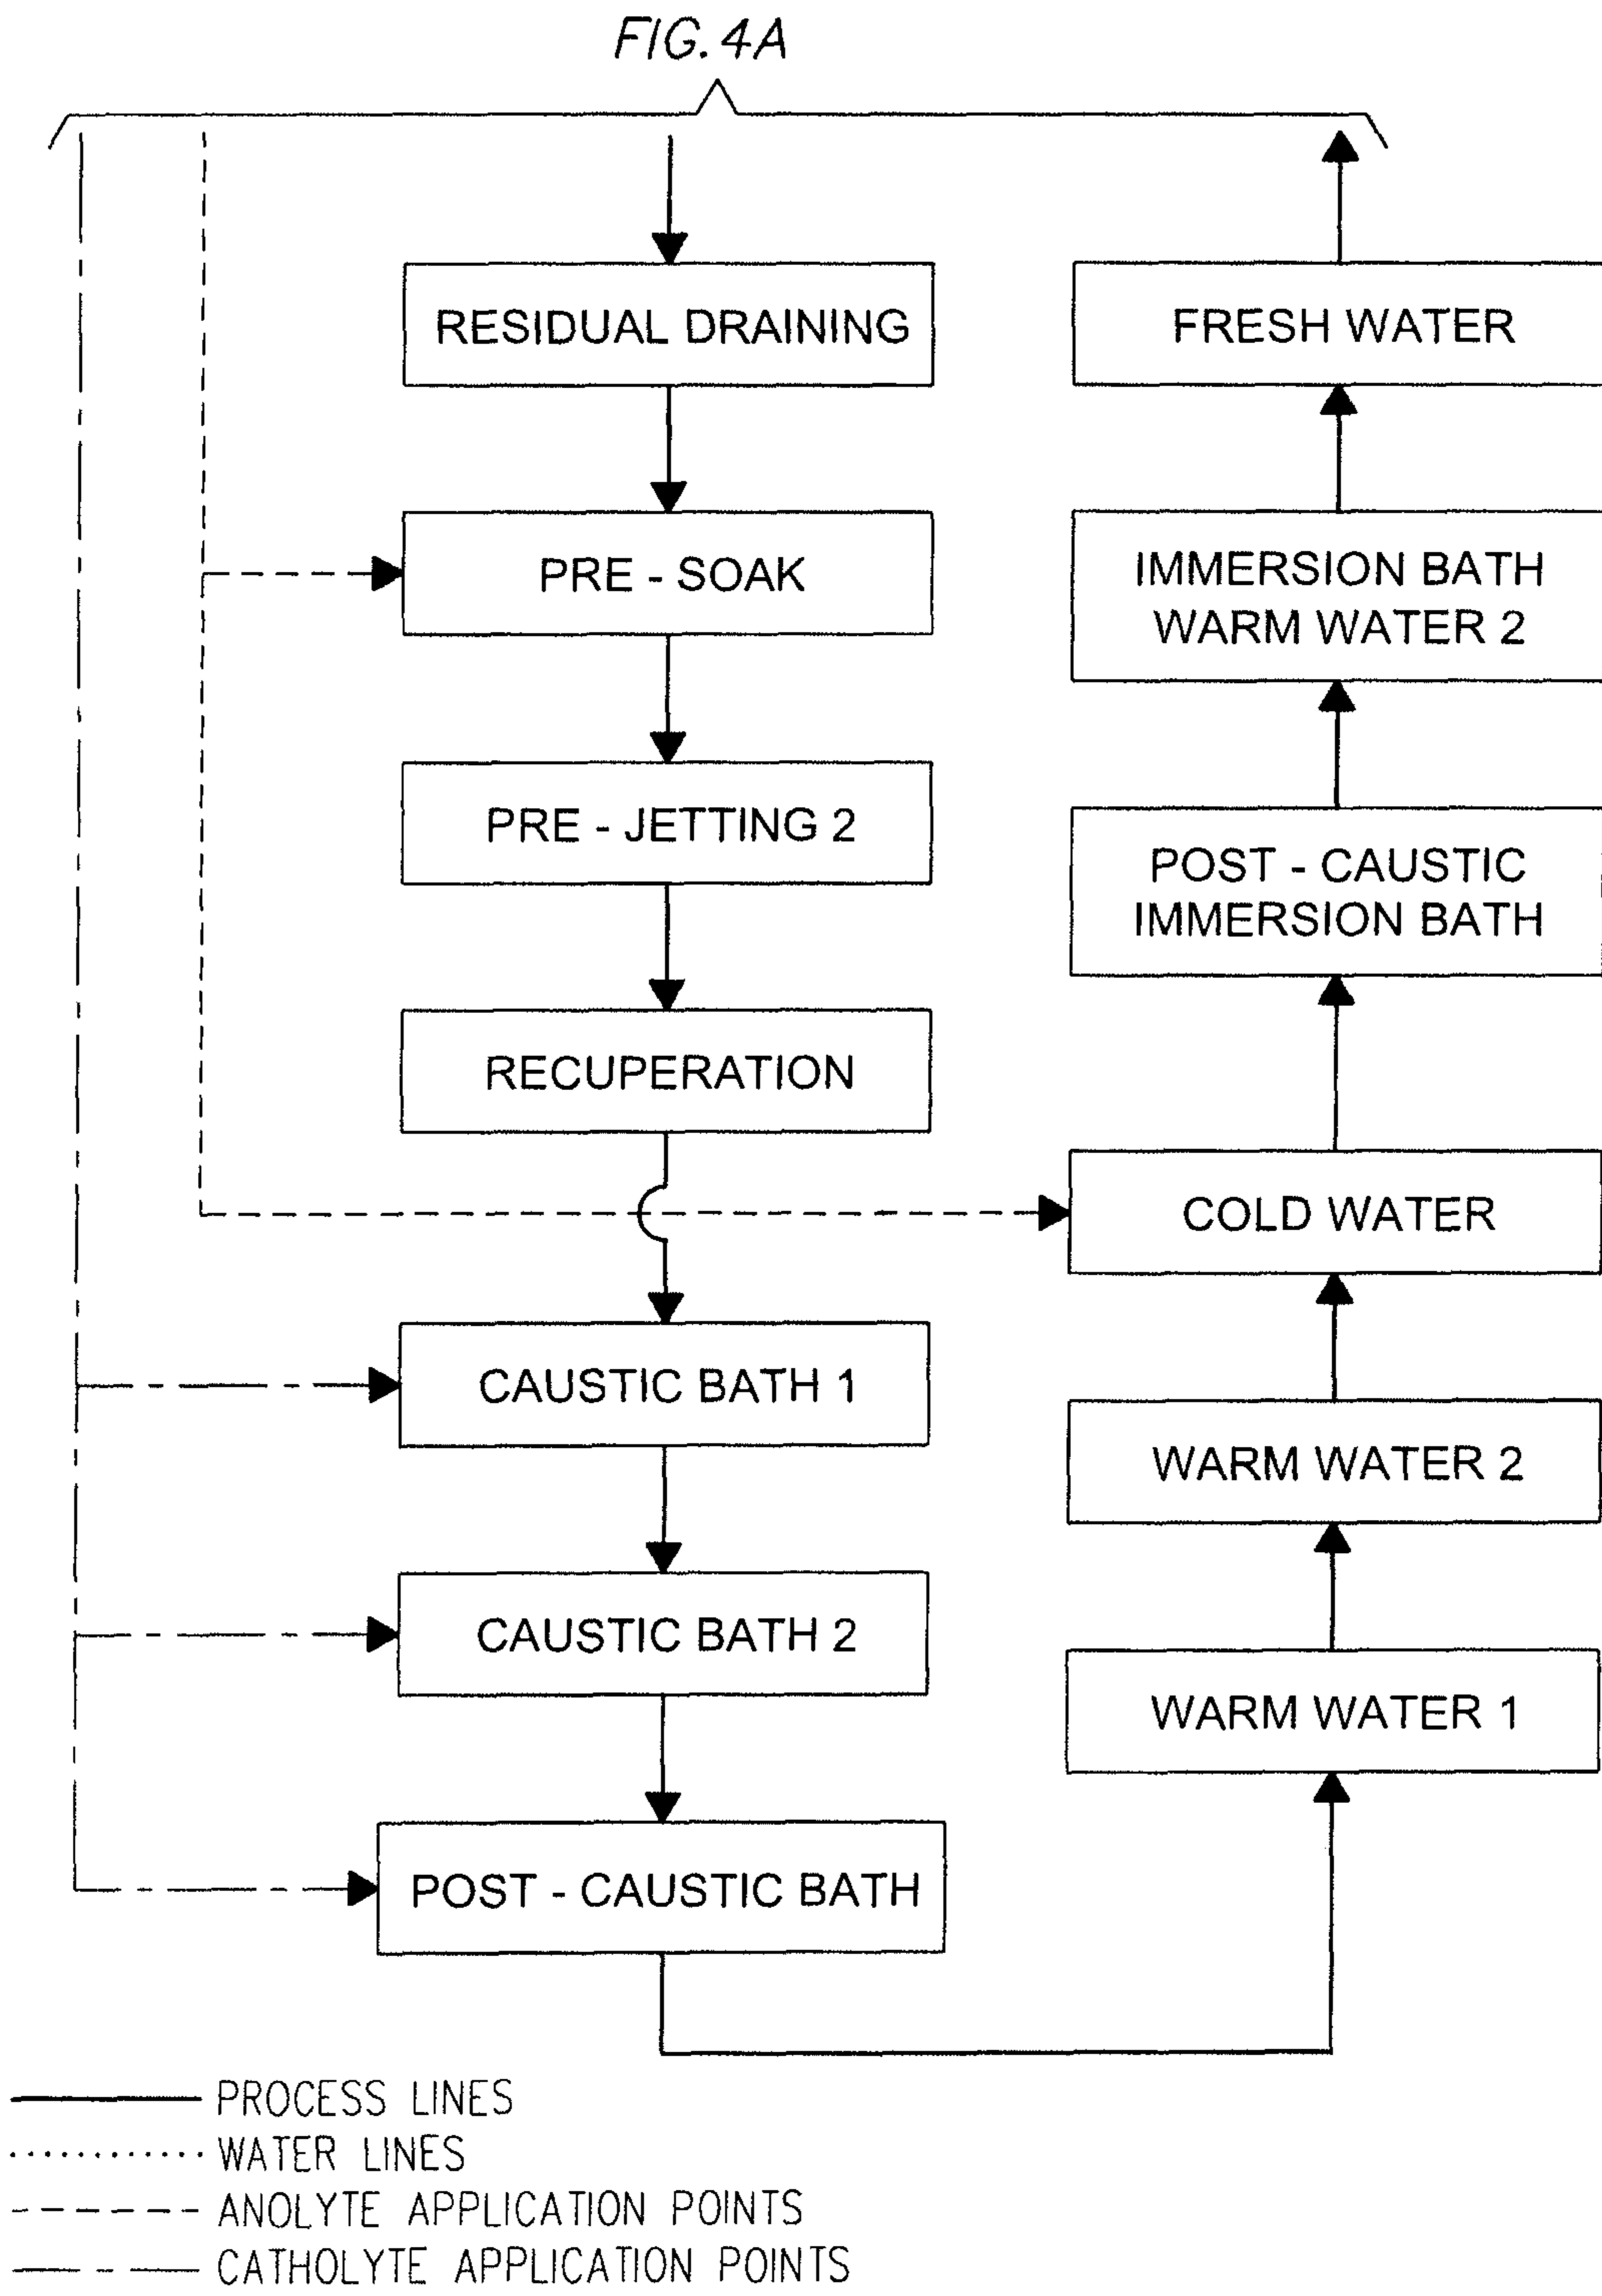 FIG. 4A
RESIDUAL DRAINING
PRE - SOAK
PRE - JETTING 2
RECUPERATION
CAUSTIC BATH 1
CAUSTIC BATH 2
POST - CAUSTIC BATH
FRESH WATER
IMMERSION BATH
WARM WATER 2
POST - CAUSTIC
IMMERSION BATH
COLD WATER
WARM WATER 2
WARM WATER 1
PROCESS LINES
WATER LINES
ANOLYTE APPLICATION POINTS
CATHOLYTE APPLICATION POINTS